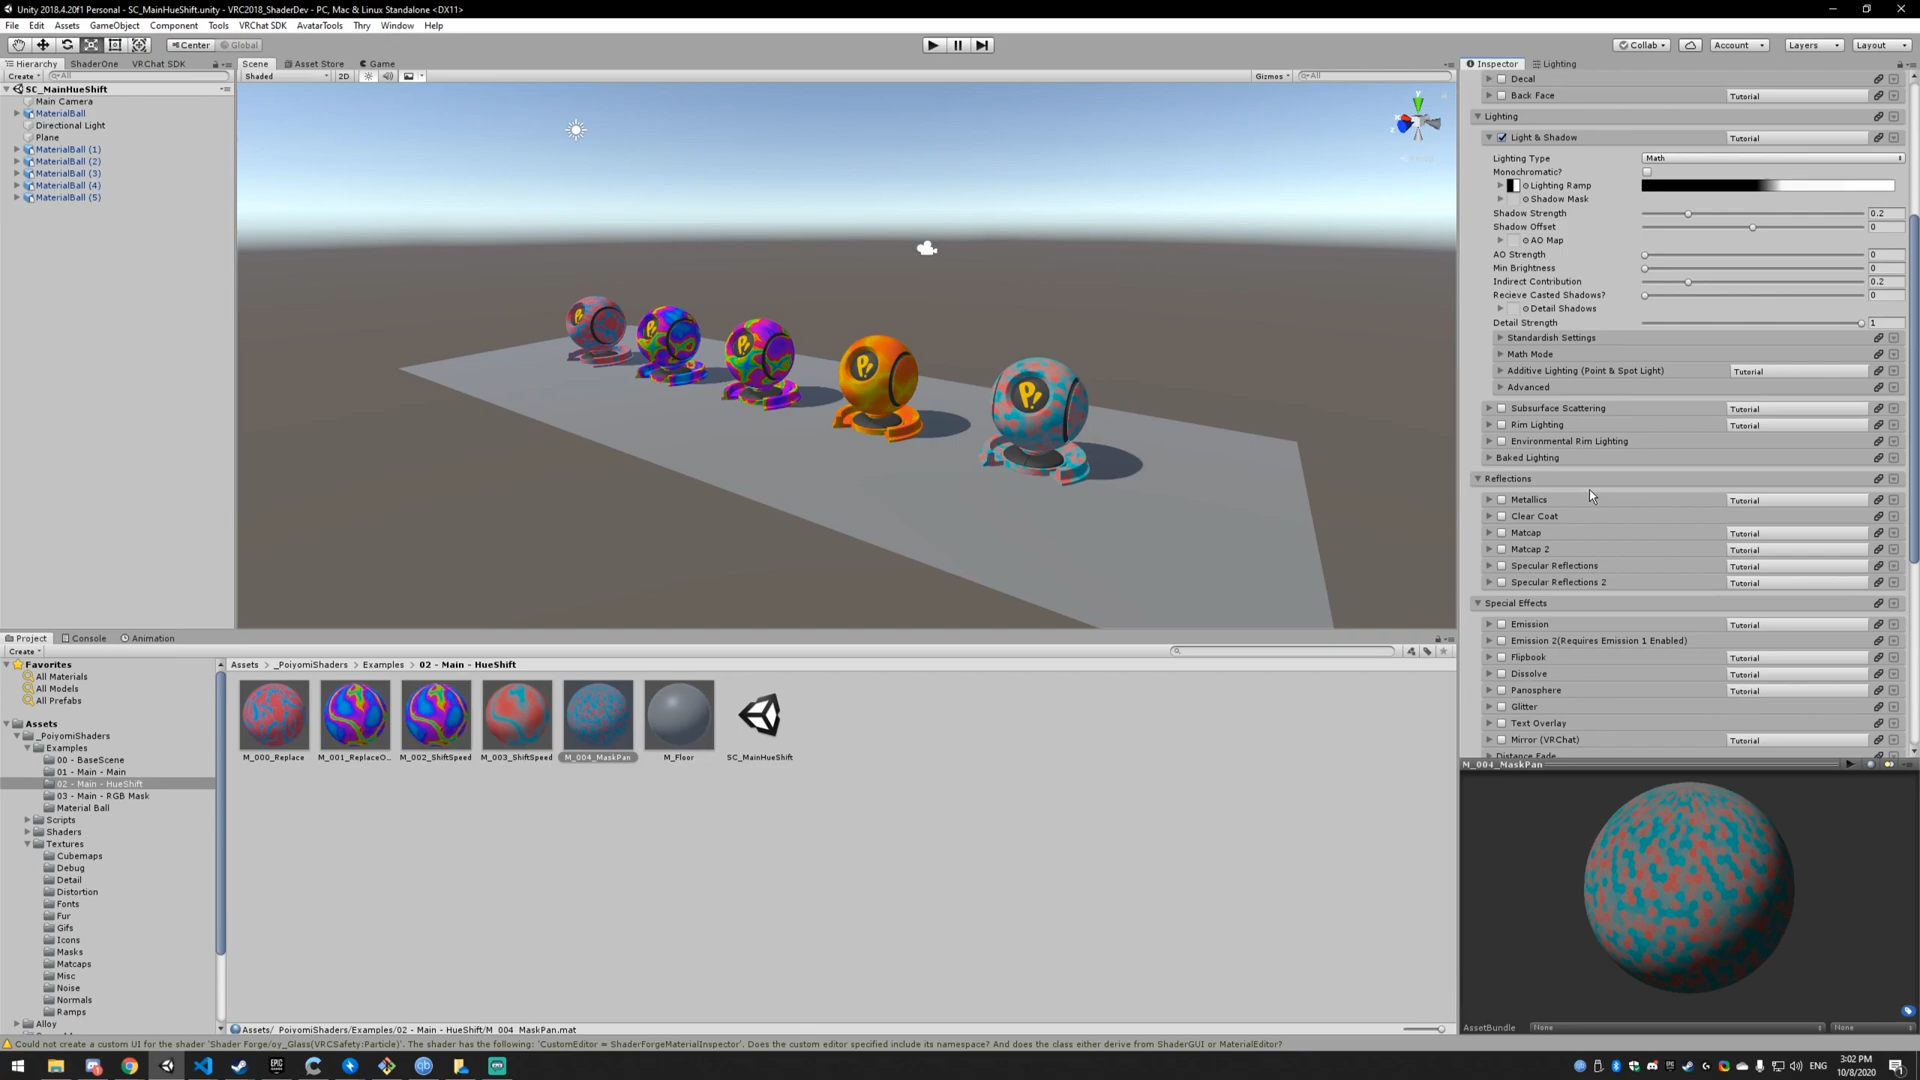 Unity 2018.4.20f1 Personal - SC_MainHueShift.unity - VRC2018_ShaderDev - PC, Mac & Linux Standalone <DX11>
File Edit Assets GameObject Component Tools VRChat SDK AvatarTools Thry Window Help
Center Global Collab Account Layers Layout
Hierarchy ShaderOne VRChat SDK
Create All
SC_MainHueShift
Main Camera
MaterialBall
Directional Light
Plane
MaterialBall (1)
MaterialBall (2)
MaterialBall (3)
MaterialBall (4)
MaterialBall (5)
Scene Asset Store Game
Shaded 2D Gizmos All
y
P!
P!
P!
P!
P!
Inspector Lighting
Decal
Back Face Tutorial
Lighting
Light & Shadow Tutorial
Lighting Type Math
Monochromatic?
Lighting Ramp
Shadow Mask
Shadow Strength 0.2
Shadow Offset 0
AO Map
AO Strength 0
Min Brightness 0
Indirect Contribution 0.2
Recieve Casted Shadows? 0
Detail Shadows
Detail Strength 1
Standardish Settings
Math Mode
Additive Lighting (Point & Spot Light) Tutorial
Advanced
Subsurface Scattering Tutorial
Rim Lighting Tutorial
Environmental Rim Lighting
Baked Lighting
Reflections
Metallics Tutorial
Clear Coat
Matcap Tutorial
Matcap 2 Tutorial
Specular Reflections Tutorial
Specular Reflections 2 Tutorial
Special Effects
Emission Tutorial
Emission 2(Requires Emission 1 Enabled)
Flipbook Tutorial
Dissolve Tutorial
Panosphere Tutorial
Glitter
Text Overlay
Mirror (VRChat) Tutorial
Distance Fade
M_004_MaskPan
AssetBundle None None
Project Console Animation
Create
Favorites
All Materials
All Models
All Prefabs
Assets
_PoiyomiShaders
Examples
00 - BaseScene
01 - Main - Main
02 - Main - HueShift
03 - Main - RGB Mask
Material Ball
Scripts
Shaders
Textures
Cubemaps
Debug
Detail
Distortion
Fonts
Fur
Gifs
Icons
Masks
Matcaps
Misc
Noise
Normals
Ramps
Alloy
Assets _PoiyomiShaders Examples 02 - Main - HueShift
M_000_Replace M_001_ReplaceO... M_002_ShiftSpeed M_003_ShiftSpeed M_004_MaskPan M_Floor SC_MainHueShift
Assets/_PoiyomiShaders/Examples/02 - Main - HueShift/M_004_MaskPan.mat
Could not create a custom UI for the shader 'Shader Forge/oy_Glass(VRCSafety:Particle)'. The shader has the following: 'CustomEditor = ShaderForgeMaterialInspector'. Does the custom editor specified include its namespace? And does the class either derive from ShaderGUI or MaterialEditor?
ENG
3:02 PM
10/8/2020